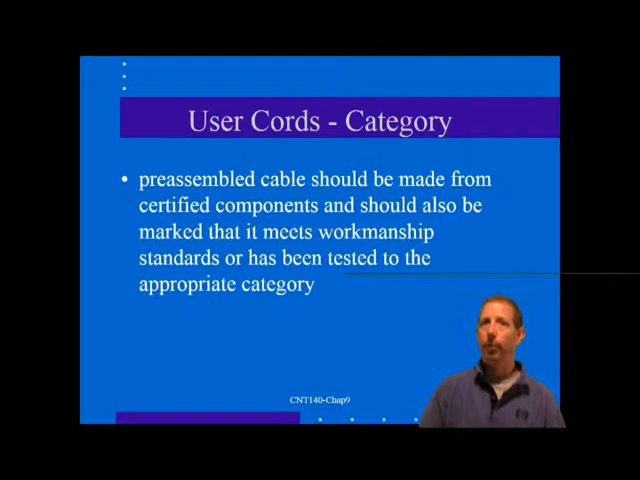 User Cords - Category
• preassembled cable should be made from
certified components and should also be
marked that it meets workmanship
standards or has been tested to the
appropriate category
CNT140-Chap9